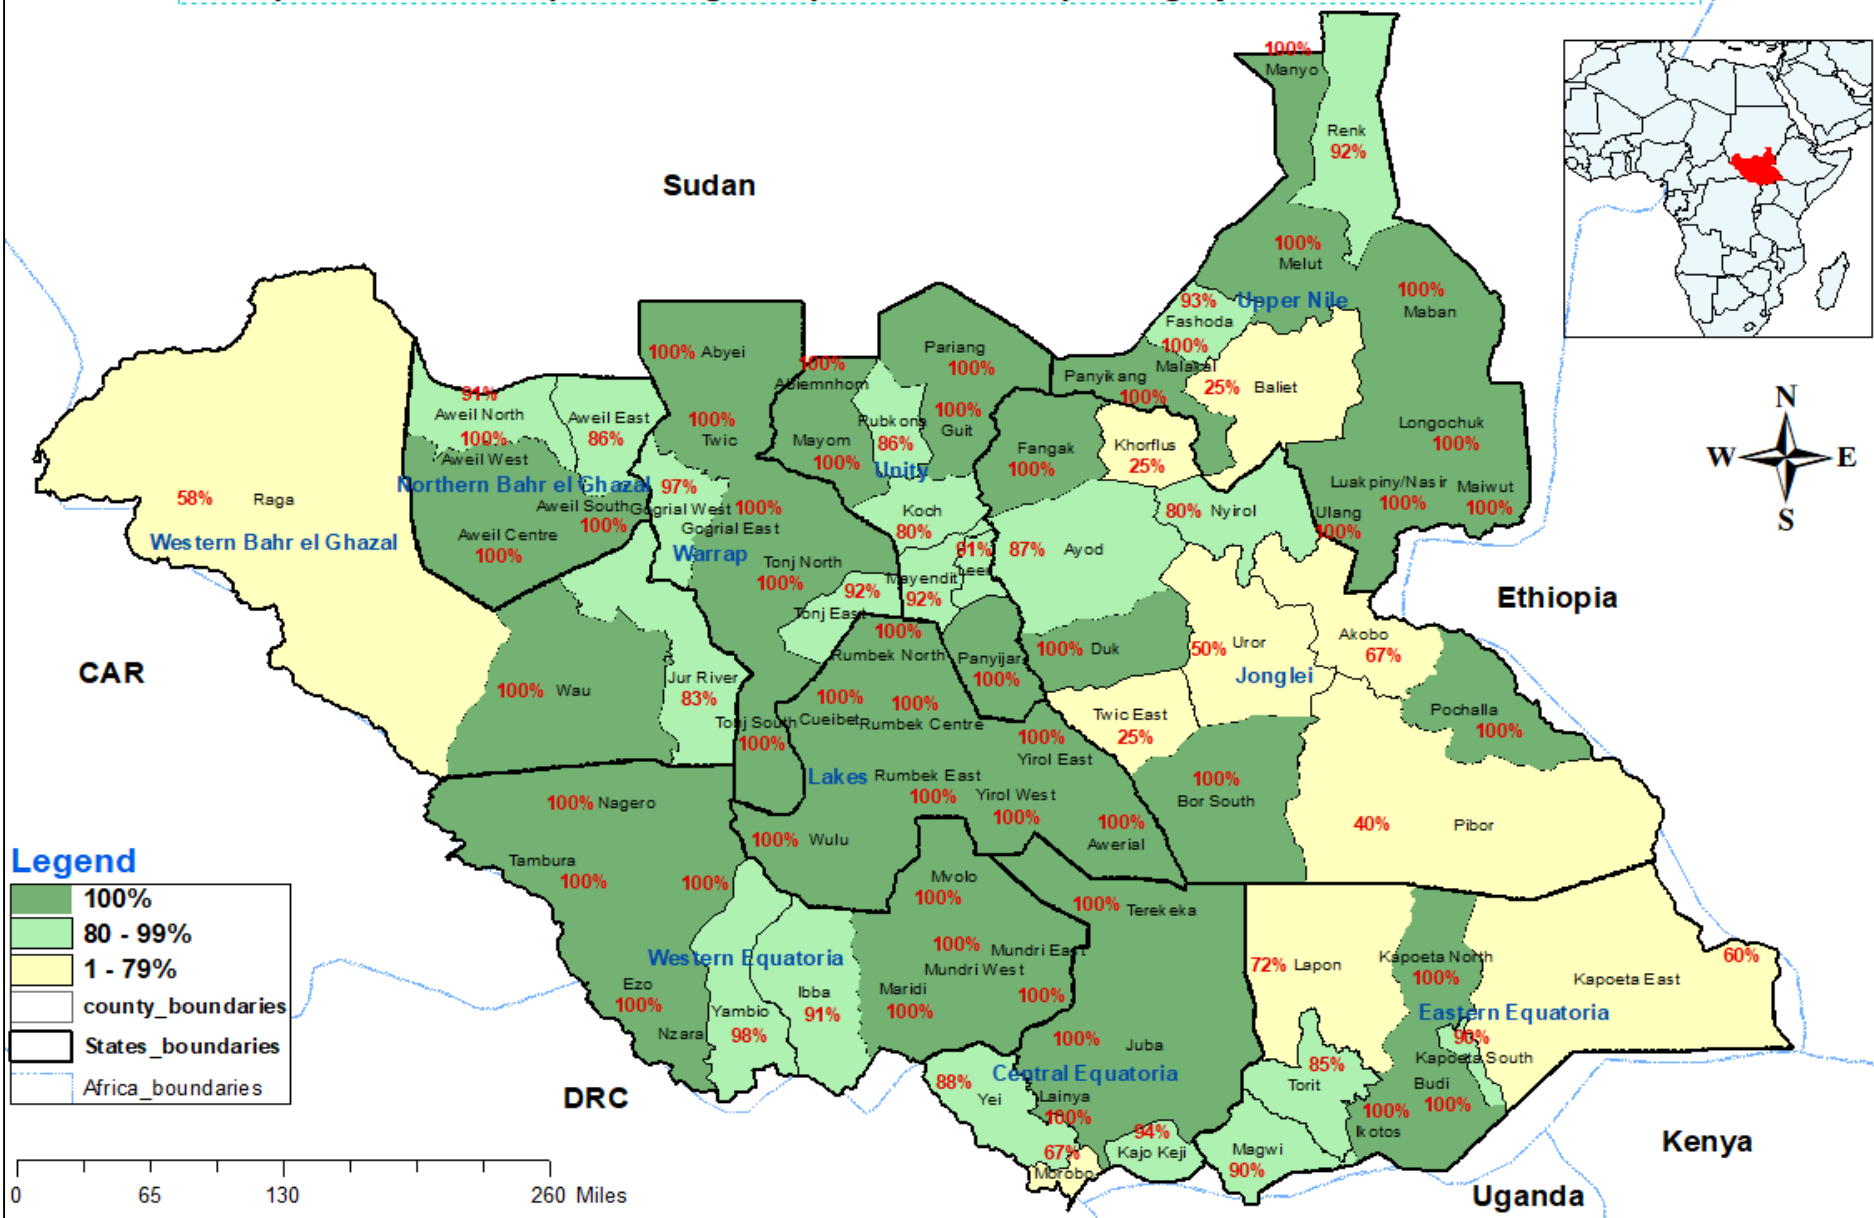 100%
Manyo
Renk
92%
Sudan
100%
Melut
100%
Maban
93%
Upper Nile
Fashoda
100%
Malakal
Panyikang
100%
25% Baliet
100% Abyei
100%
Abiemnhom
Pariang
100%
91%
Aweil North
100%
Aweil West
Aweil East
86%
100%
Twic
Mayom
100%
Rubkona
86%
100%
Guit
Unity
Fangak
100%
Khorflus
25%
Longochuk
100%
N
W E
S
58% Raga
Western Bahr el Ghazal
Northern Bahr el Ghazal
Aweil South
100%
Aweil Centre
100%
97%
Gogrial West
100%
Gogrial East
Warrap
Koch
80%
80% Nyirol
Luakpiny/Nasir
100%
Maiwut
100%
Ulang
100%
Tonj North
100%
91%
Leer
87% Ayod
Mayendit
92%
92%
Tonj East
Ethiopia
CAR
100% Wau
Jur River
83%
100%
Rumbek North
Panyijar
100%
100% Duk
50% Uror
Akobo
67%
Jonglei
100%
Cueibet
100%
Rumbek Centre
Tonj South
100%
Twic East
25%
Pochalla
100%
100%
Yirol East
Lakes
Rumbek East
100%
Yirol West
100%
100%
Bor South
100% Nagero
100% Wulu
100%
Awerial
40% Pibor
Tambura
100%
100%
Mvolo
100%
100% Terekeka
Western Equatoria
100%
Mundri East
Mundri West
100%
72% Lapon
Kapoeta North
100%
Kapoeta East
60%
Ezo
100%
Nzara
Yambio
98%
Ibba
91%
Maridi
100%
Eastern Equatoria
90%
Kapoeta South
100% Juba
Central Equatoria
88%
Yei
Lainya
100%
85%
Torit
Budi
100%
100%
Ikotos
67%
Morobo
94%
Kajo Keji
Magwi
90%
DRC
Kenya
Uganda
Legend
100%
80 - 99%
1 - 79%
county_boundaries
States_boundaries
Africa_boundaries
0 65 130 260 Miles